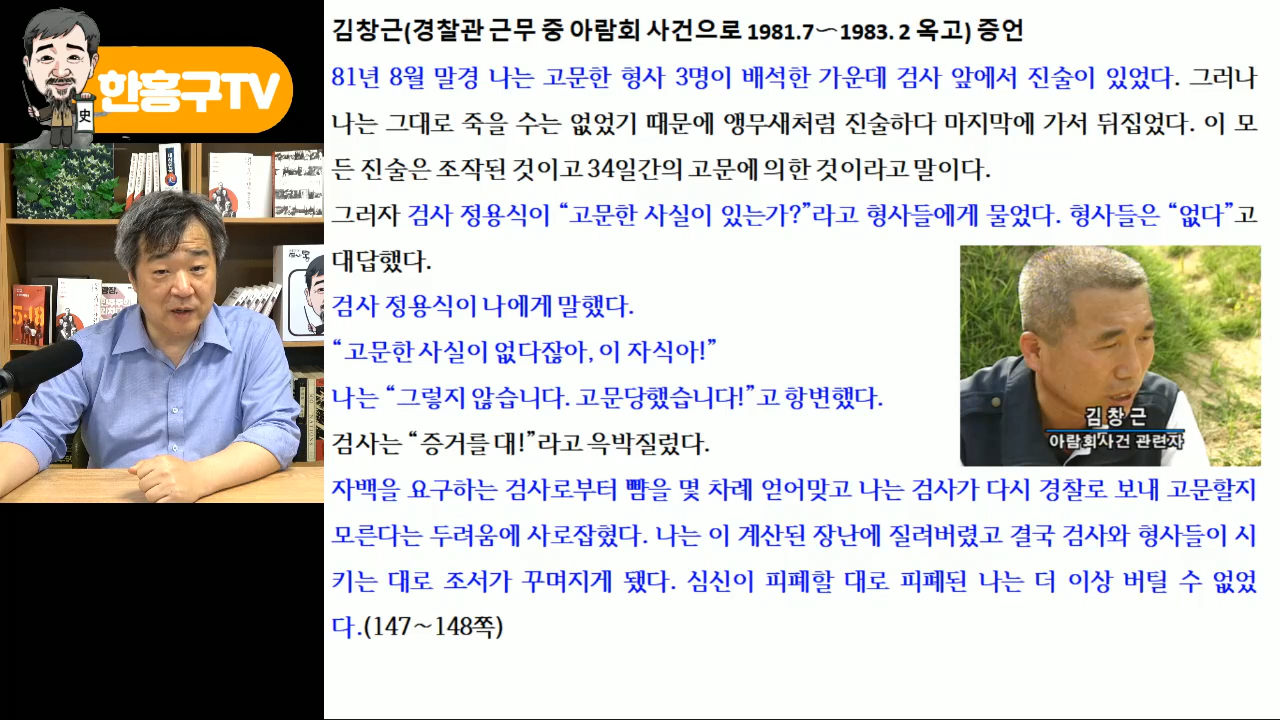 한홍구TV
史
5·18
김창근(경찰관 근무 중 아람회 사건으로 1981.7∼1983. 2 옥고) 증언
81년 8월 말경 나는 고문한 형사 3명이 배석한 가운데 검사 앞에서 진술이 있었다. 그러나
나는 그대로 죽을 수는 없었기 때문에 앵무새처럼 진술하다 마지막에 가서 뒤집었다. 이 모
든 진술은 조작된 것이고 34일간의 고문에 의한 것이라고 말이다.
그러자 검사 정용식이 “고문한 사실이 있는가?”라고 형사들에게 물었다. 형사들은 “없다”고
대답했다.
검사 정용식이 나에게 말했다.
“고문한 사실이 없다잖아, 이 자식아!”
나는 “그렇지 않습니다. 고문당했습니다!”고 항변했다.
검사는 “증거를 대!”라고 윽박질렀다.
자백을 요구하는 검사로부터 뺨을 몇 차례 얻어맞고 나는 검사가 다시 경찰로 보내 고문할지
모른다는 두려움에 사로잡혔다. 나는 이 계산된 장난에 질려버렸고 결국 검사와 형사들이 시
키는 대로 조서가 꾸며지게 됐다. 심신이 피폐할 대로 피폐된 나는 더 이상 버틸 수 없었
다.(147∼148쪽)
김창근
아람회사건 관련자